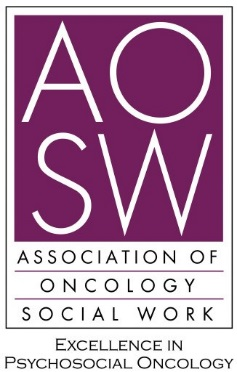 AO
SW
ASSOCIATION OF
ONCOLOGY
SOCIAL WORK
EXCELLENCE IN
PSYCHOSOCIAL ONCOLOGY